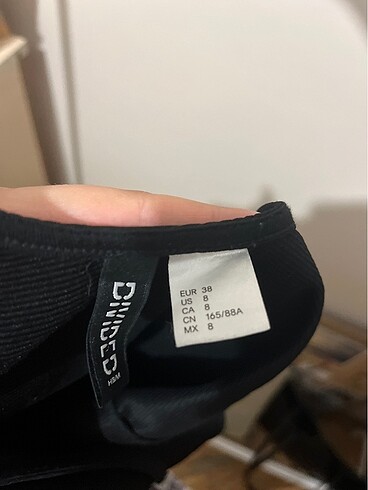 DIVIDED
H&M
EUR 38
US 8
CA 8
CN 165/88A
MX 8